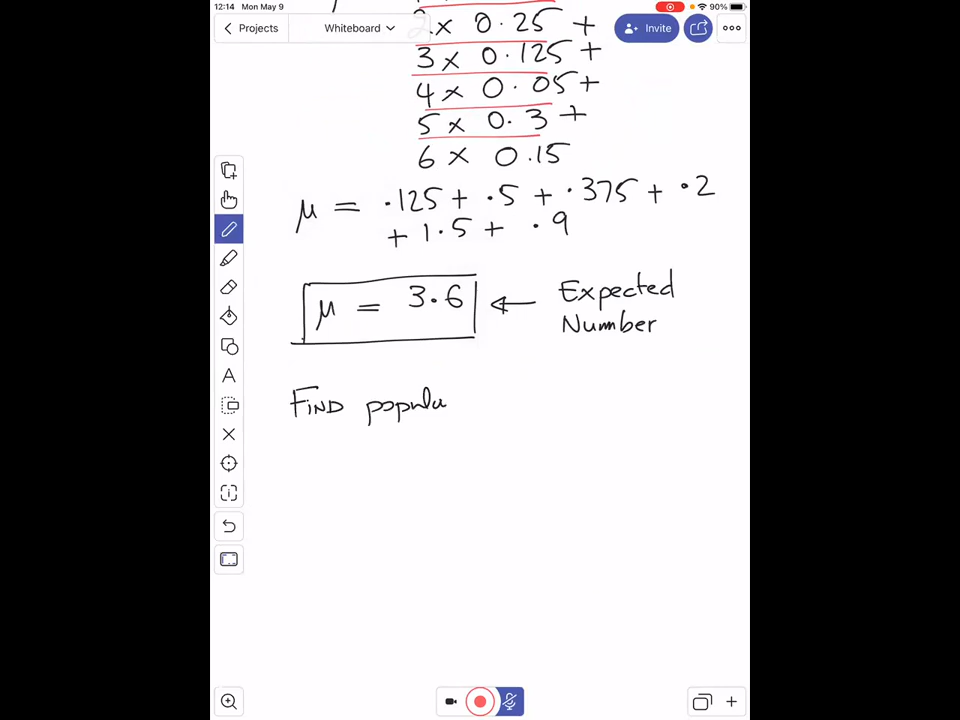 12:14 Mon May 9
90%
Projects
Whiteboard
Invite
2 x 0.25 +
3 x 0.125 +
4 x 0.05 +
5 x 0.3 +
6 x 0.15
μ = .125 + .5 + .375 + .2
+ 1.5 + .9
μ = 3.6 ← Expected
Number
FIND popula
A